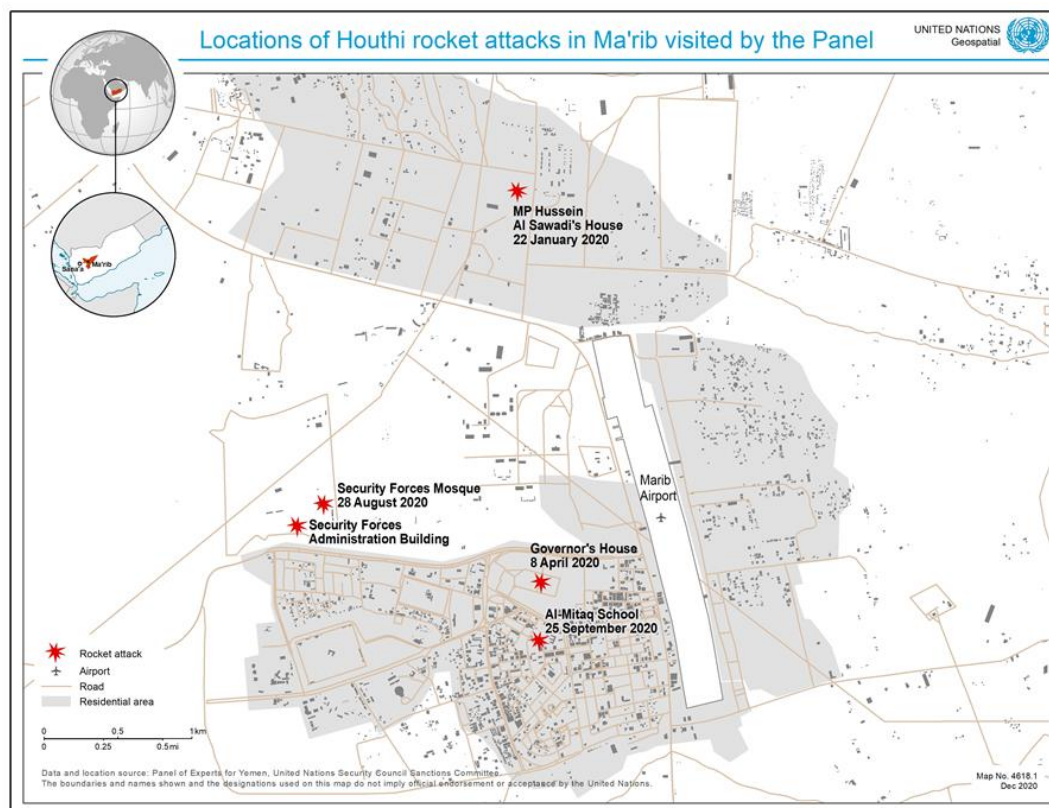 Locations of Houthi rocket attacks in Ma'rib visited by the Panel
UNITED NATIONS
Geospatial
Sana'a
Ma'rib
MP Hussein
Al Sawadi's House
22 January 2020
Marib
Airport
Security Forces Mosque
28 August 2020
Security Forces
Administration Building
Governor's House
8 April 2020
Al-Mitaq School
25 September 2020
Rocket attack
Airport
Road
Residential area
0 0.5 1km
0 0.25 0.5mi
Data and location source: Panel of Experts for Yemen, United Nations Security Council Sanctions Committee.
The boundaries and names shown and the designations used on this map do not imply official endorsement or acceptance by the United Nations.
Map No. 4618.1
Dec 2020